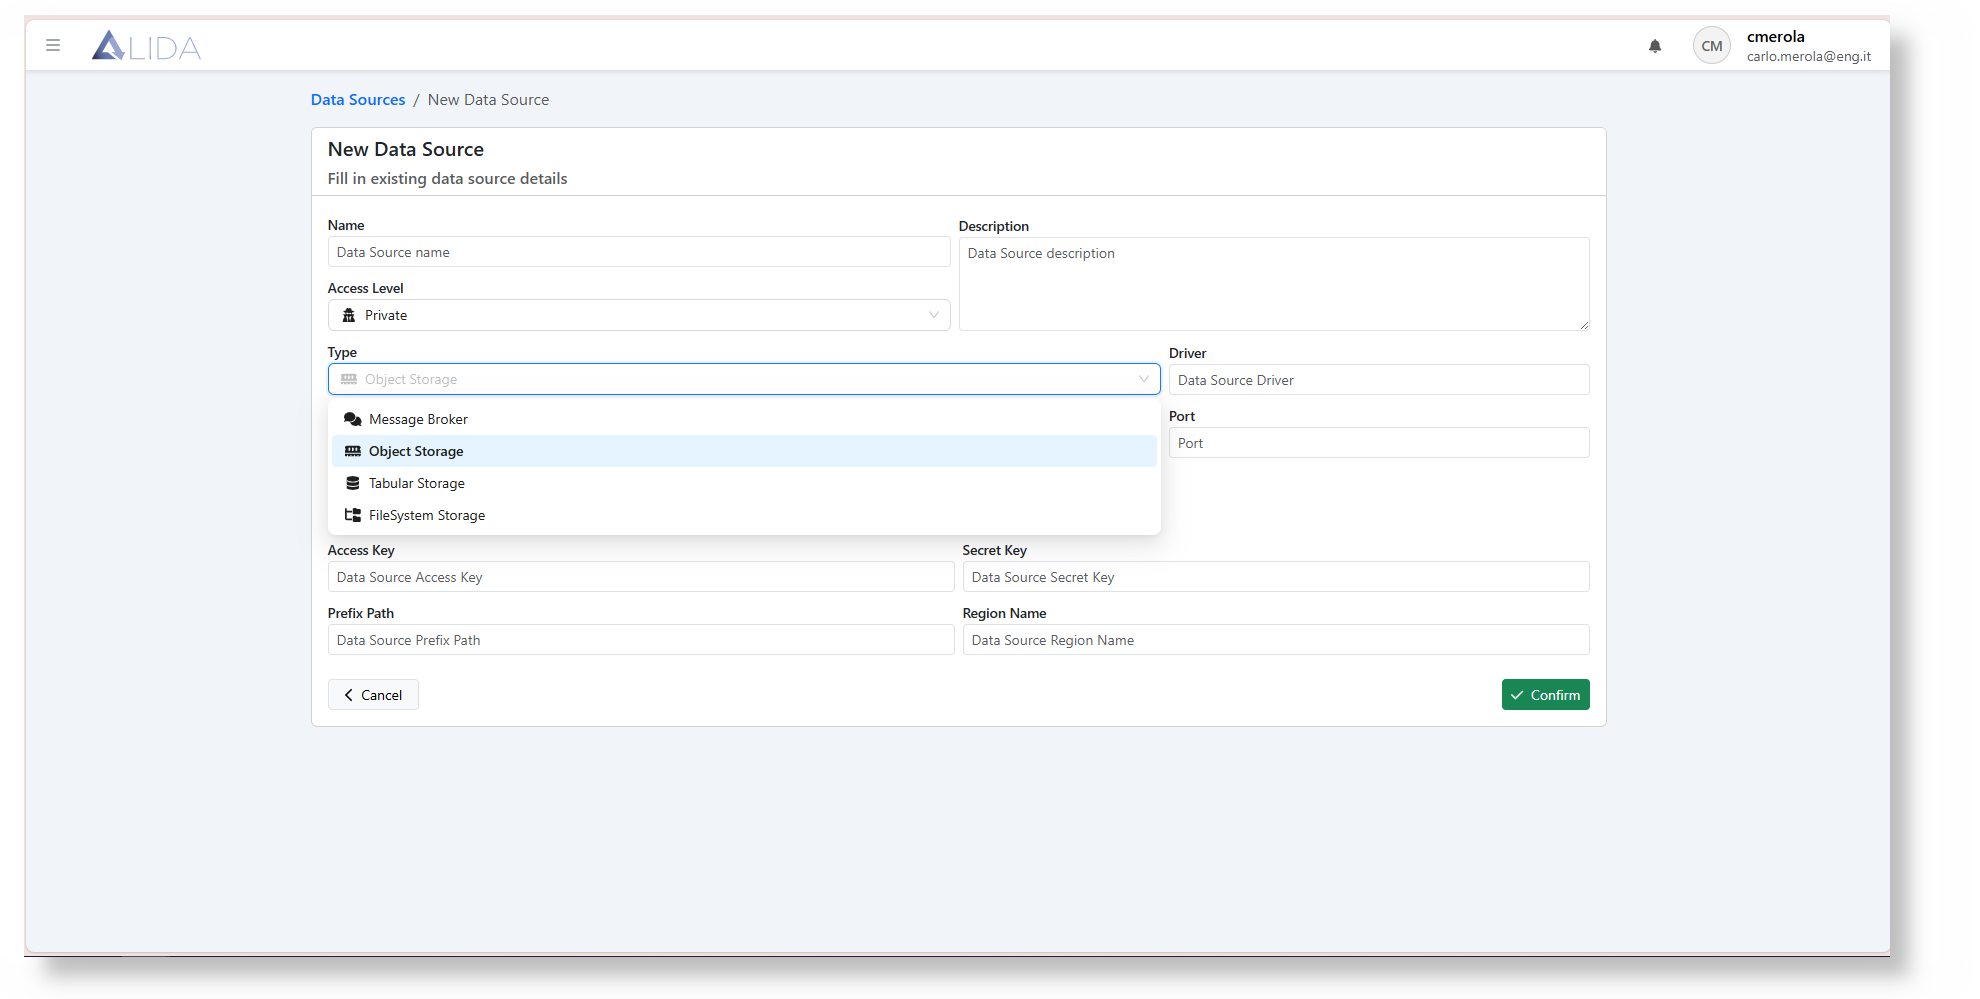 ALIDA
CM
cmerola
carlo.merola@eng.it
Data Sources / New Data Source
New Data Source
Fill in existing data source details
Name
Data Source name
Description
Data Source description
Access Level
Private
Type
Object Storage
Driver
Data Source Driver
Message Broker
Object Storage
Tabular Storage
FileSystem Storage
Port
Port
Access Key
Data Source Access Key
Secret Key
Data Source Secret Key
Prefix Path
Data Source Prefix Path
Region Name
Data Source Region Name
Cancel
Confirm